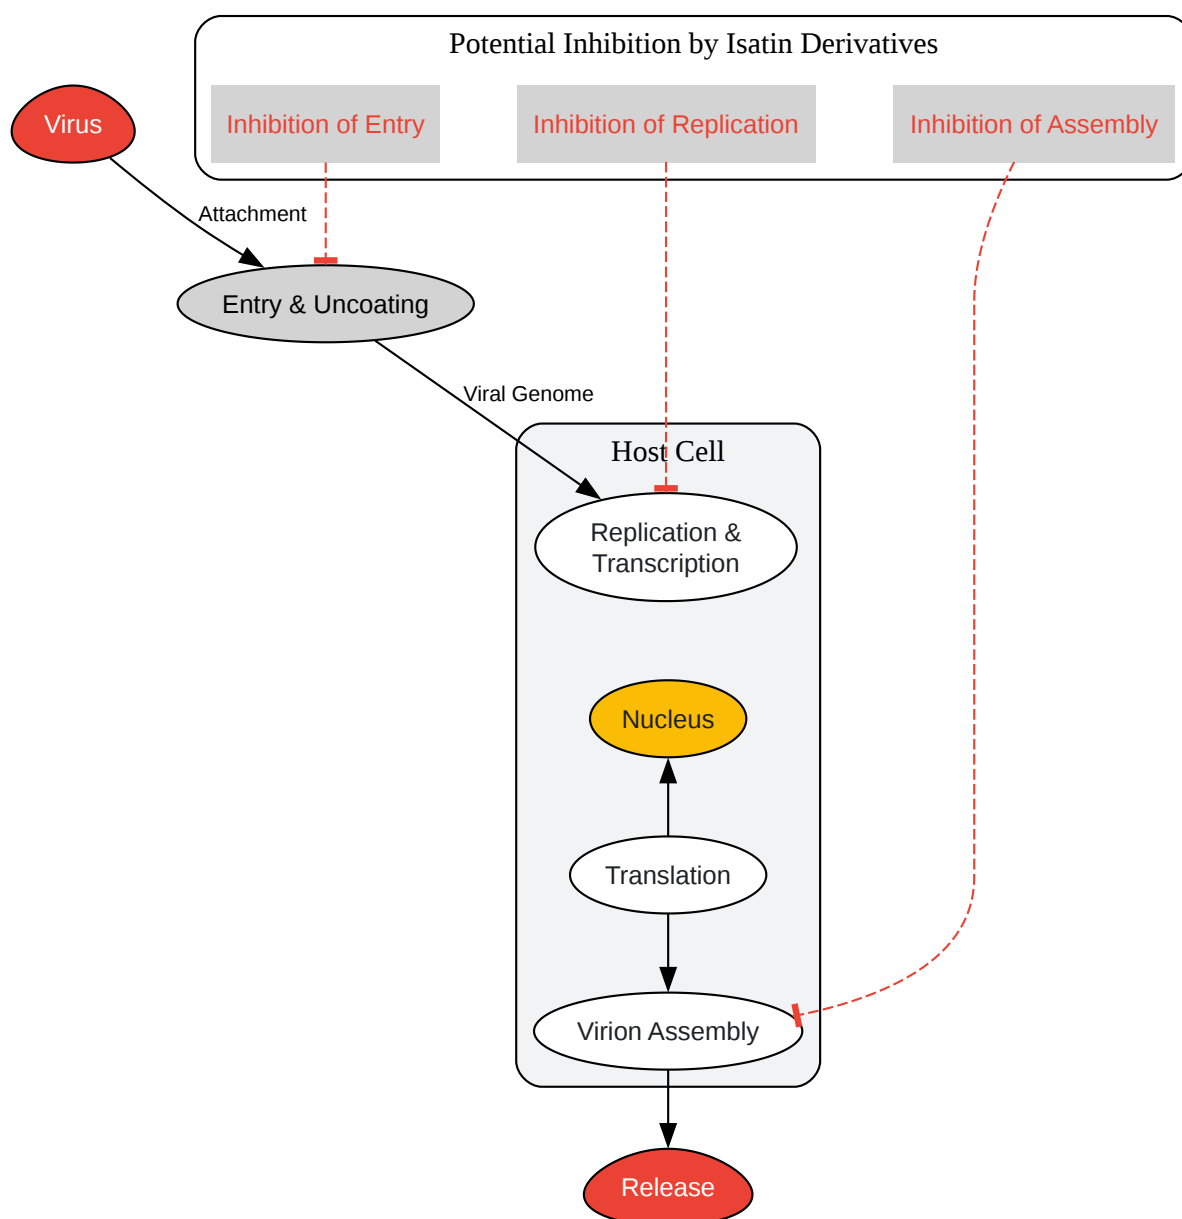 Potential Inhibition by Isatin Derivatives
Virus
Inhibition of Entry
Inhibition of Replication
Inhibition of Assembly
Attachment
Entry & Uncoating
Viral Genome
Host Cell
Replication &
Transcription
Nucleus
Translation
Virion Assembly
Release